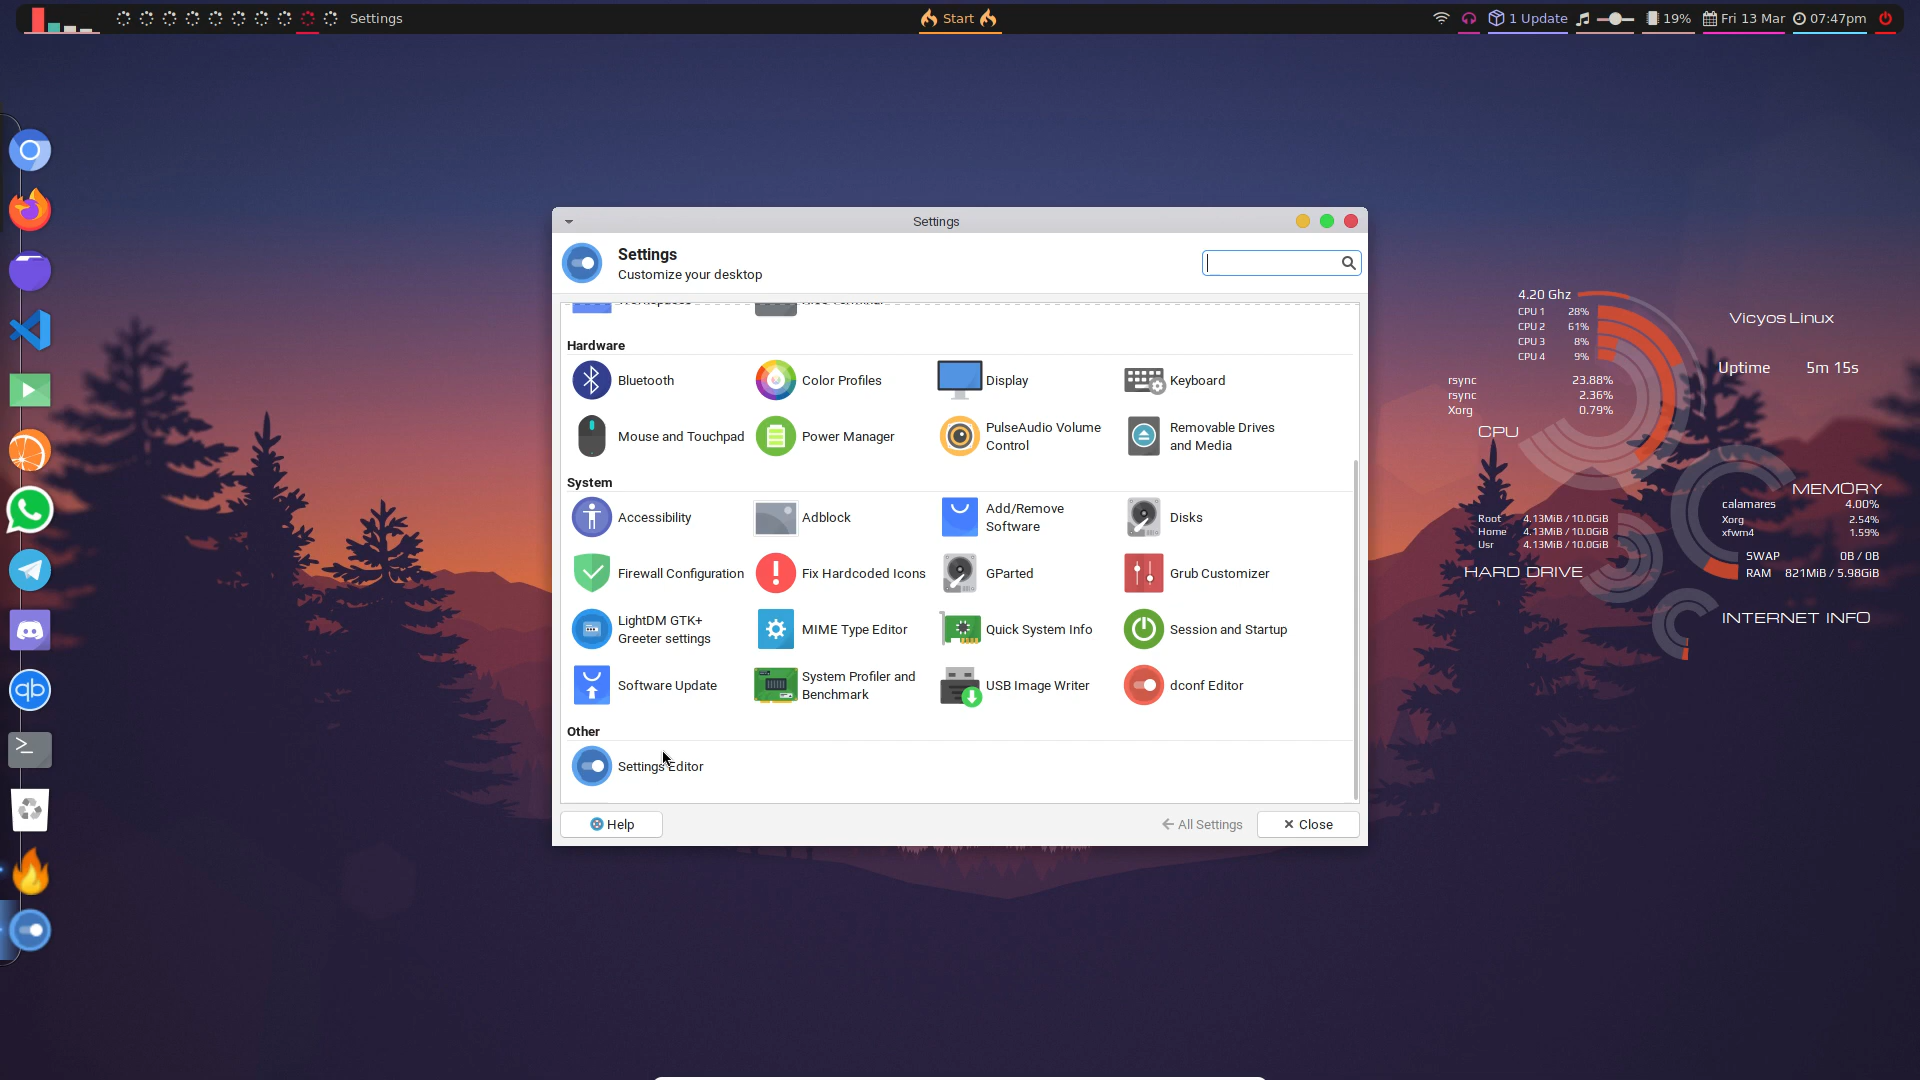 Settings
Start
1 Update
19%
Fri 13 Mar
07:47pm
Settings
Settings
Customize your desktop
Hardware
Bluetooth
Color Profiles
Display
Keyboard
Mouse and Touchpad
Power Manager
PulseAudio Volume
Control
Removable Drives
and Media
System
Accessibility
Adblock
Add/Remove
Software
Disks
Firewall Configuration
Fix Hardcoded Icons
GParted
Grub Customizer
LightDM GTK+
Greeter settings
MIME Type Editor
Quick System Info
Session and Startup
Software Update
System Profiler and
Benchmark
USB Image Writer
dconf Editor
Other
Settings Editor
Help
All Settings
Close
4.20 Ghz
CPU 1 28%
CPU 2 61%
CPU 3 8%
CPU 4 9%
rsync 23.88%
rsync 2.36%
Xorg 0.79%
CPU
Vicyos Linux
Uptime 5m 15s
MEMORY
calamares 4.00%
Xorg 2.54%
xfwm4 1.59%
SWAP 0B / 0B
RAM 821MiB / 5.98GiB
Root 4.13MiB / 10.0GiB
Home 4.13MiB / 10.0GiB
Usr 4.13MiB / 10.0GiB
HARD DRIVE
INTERNET INFO
qb